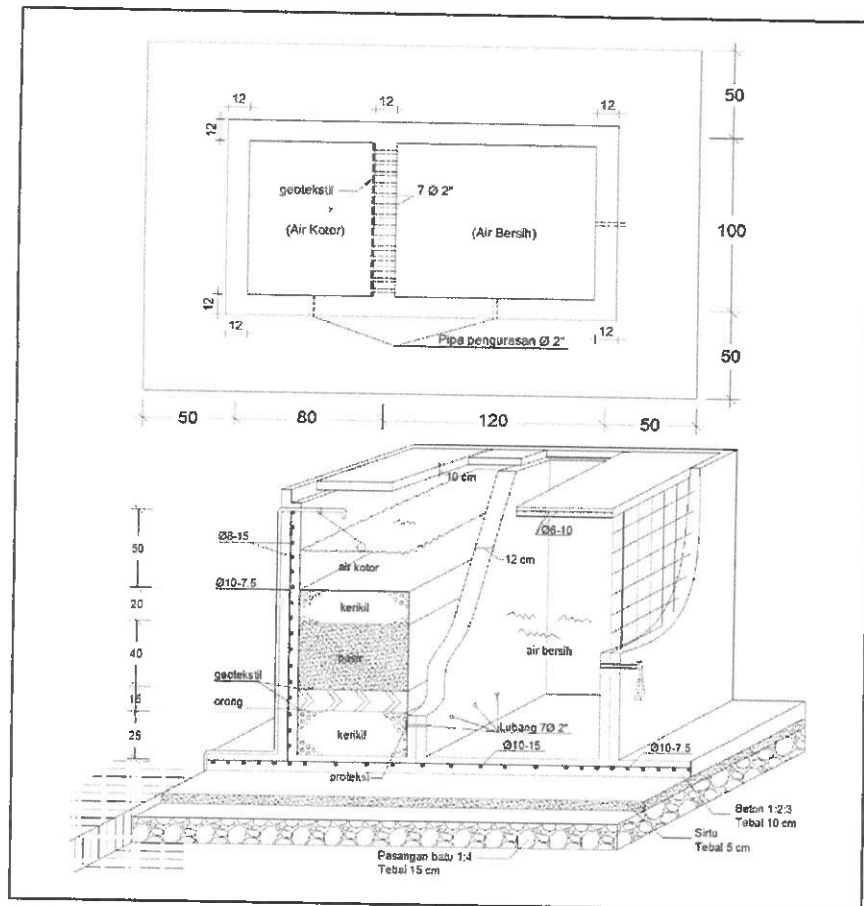 12
12
12
50
12
geotekstil
7 Ø 2"
(Air Kotor)
(Air Bersih)
100
12
12
12
Pipa pengurasan Ø 2"
50
50
80
120
50
10 cm
50
Ø8-15
Ø6-10
air kotor
12 cm
Ø10-7.5
20
kerikil
40
pasir
air bersih
geotekstil
15
orong
25
kerikil
Lubang 7Ø 2"
Ø10-15
Ø10-7.5
proteksi
Beton 1:2:3
Tebal 10 cm
Sirtu
Tebal 5 cm
Pasangan batu 1:4
Tebal 15 cm